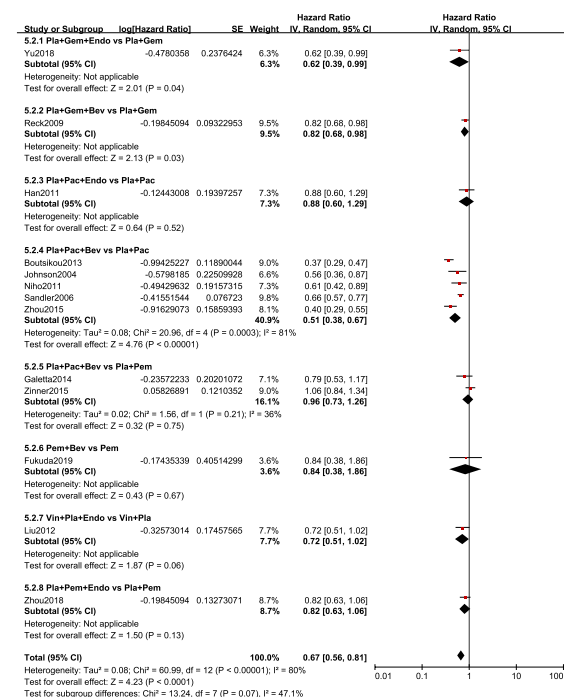 Hazard Ratio Hazard Ratio
Study or Subgroup log[Hazard Ratio] SE Weight IV, Random, 95% CI IV, Random, 95% CI
5.2.1 Pla+Gem+Endo vs Pla+Gem
Yu2018 -0.4780358 0.2376424 6.3% 0.62 [0.39, 0.99]
Subtotal (95% CI) 6.3% 0.62 [0.39, 0.99]
Heterogeneity: Not applicable
Test for overall effect: Z = 2.01 (P = 0.04)
5.2.2 Pla+Gem+Bev vs Pla+Gem
Reck2009 -0.19845094 0.09322953 9.5% 0.82 [0.68, 0.98]
Subtotal (95% CI) 9.5% 0.82 [0.68, 0.98]
Heterogeneity: Not applicable
Test for overall effect: Z = 2.13 (P = 0.03)
5.2.3 Pla+Pac+Endo vs Pla+Pac
Han2011 -0.12443008 0.19397257 7.3% 0.88 [0.60, 1.29]
Subtotal (95% CI) 7.3% 0.88 [0.60, 1.29]
Heterogeneity: Not applicable
Test for overall effect: Z = 0.64 (P = 0.52)
5.2.4 Pla+Pac+Bev vs Pla+Pac
Boutsikou2013 -0.99425227 0.11890044 9.0% 0.37 [0.29, 0.47]
Johnson2004 -0.5798185 0.22509928 6.6% 0.56 [0.36, 0.87]
Niho2011 -0.49429632 0.19157315 7.3% 0.61 [0.42, 0.89]
Sandler2006 -0.41551544 0.076723 9.8% 0.66 [0.57, 0.77]
Zhou2015 -0.91629073 0.15859393 8.1% 0.40 [0.29, 0.55]
Subtotal (95% CI) 40.9% 0.51 [0.38, 0.67]
Heterogeneity: Tau² = 0.08; Chi² = 20.96, df = 4 (P = 0.0003); I² = 81%
Test for overall effect: Z = 4.76 (P < 0.00001)
5.2.5 Pla+Pac+Bev vs Pla+Pem
Galetta2014 -0.23572233 0.20201072 7.1% 0.79 [0.53, 1.17]
Zinner2015 0.05826891 0.1210352 9.0% 1.06 [0.84, 1.34]
Subtotal (95% CI) 16.1% 0.96 [0.73, 1.26]
Heterogeneity: Tau² = 0.02; Chi² = 1.56, df = 1 (P = 0.21); I² = 36%
Test for overall effect: Z = 0.32 (P = 0.75)
5.2.6 Pem+Bev vs Pem
Fukuda2019 -0.17435339 0.40514299 3.6% 0.84 [0.38, 1.86]
Subtotal (95% CI) 3.6% 0.84 [0.38, 1.86]
Heterogeneity: Not applicable
Test for overall effect: Z = 0.43 (P = 0.67)
5.2.7 Vin+Pla+Endo vs Vin+Pla
Liu2012 -0.32573014 0.17457565 7.7% 0.72 [0.51, 1.02]
Subtotal (95% CI) 7.7% 0.72 [0.51, 1.02]
Heterogeneity: Not applicable
Test for overall effect: Z = 1.87 (P = 0.06)
5.2.8 Pla+Pem+Endo vs Pla+Pem
Zhou2018 -0.19845094 0.13273071 8.7% 0.82 [0.63, 1.06]
Subtotal (95% CI) 8.7% 0.82 [0.63, 1.06]
Heterogeneity: Not applicable
Test for overall effect: Z = 1.50 (P = 0.13)
Total (95% CI) 100.0% 0.67 [0.56, 0.81]
Heterogeneity: Tau² = 0.08; Chi² = 60.99, df = 12 (P < 0.00001); I² = 80%
Test for overall effect: Z = 4.23 (P < 0.0001)
Test for subgroup differences: Chi² = 13.24, df = 7 (P = 0.07), I² = 47.1%
0.01 0.1 1 10 100